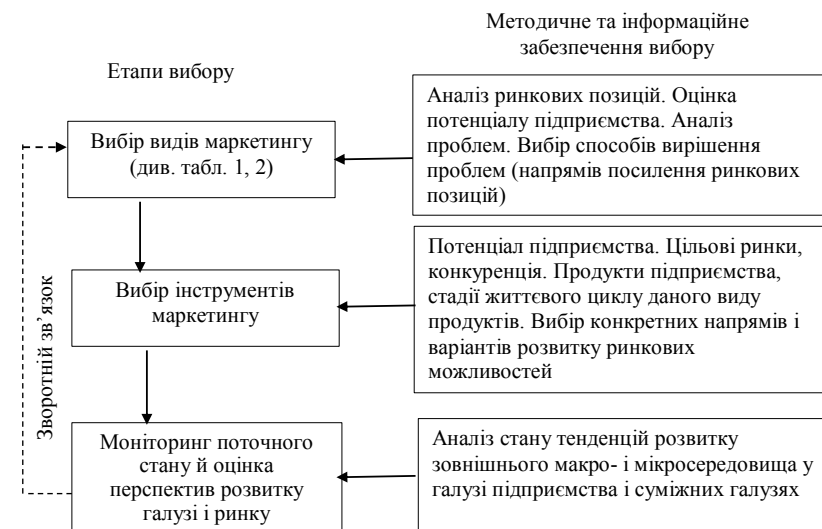 Методичне та інформаційне
забезпечення вибору
Етапи вибору
Вибір видів маркетингу
(див. табл. 1, 2)
Аналіз ринкових позицій. Оцінка
потенціалу підприємства. Аналіз
проблем. Вибір способів вирішення
проблем (напрямів посилення ринкових
позицій)
Вибір інструментів
маркетингу
Потенціал підприємства. Цільові ринки,
конкуренція. Продукти підприємства,
стадії життєвого циклу даного виду
продуктів. Вибір конкретних напрямів і
варіантів розвитку ринкових
можливостей
Зворотній зв’язок
Моніторинг поточного
стану й оцінка
перспектив розвитку
галузі і ринку
Аналіз стану тенденцій розвитку
зовнішнього макро- і мікросередовища у
галузі підприємства і суміжних галузях